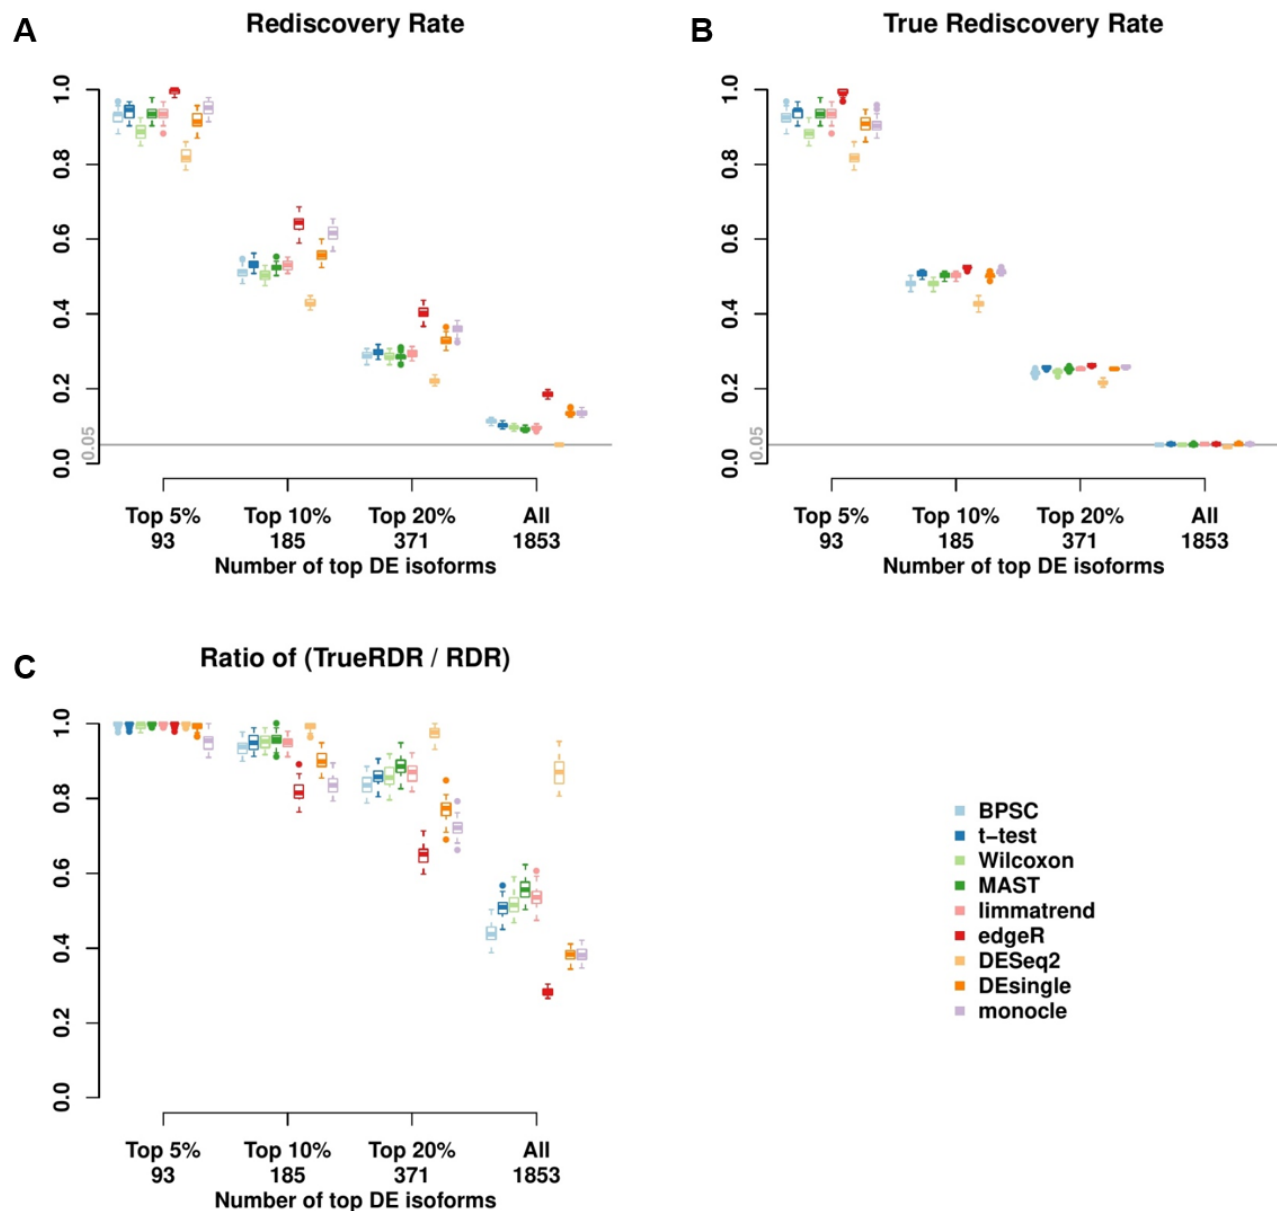 A
Rediscovery Rate
1.0
0.8
0.6
0.4
0.2
0.05
0.0
Top 5% Top 10% Top 20% All
93 185 371 1853
Number of top DE isoforms
B
True Rediscovery Rate
1.0
0.8
0.6
0.4
0.2
0.05
0.0
Top 5% Top 10% Top 20% All
93 185 371 1853
Number of top DE isoforms
C
Ratio of (TrueRDR / RDR)
1.0
0.8
0.6
0.4
0.2
0.0
Top 5% Top 10% Top 20% All
93 185 371 1853
Number of top DE isoforms
BPSC
t-test
Wilcoxon
MAST
limmatrend
edgeR
DESeq2
DEsingle
monocle